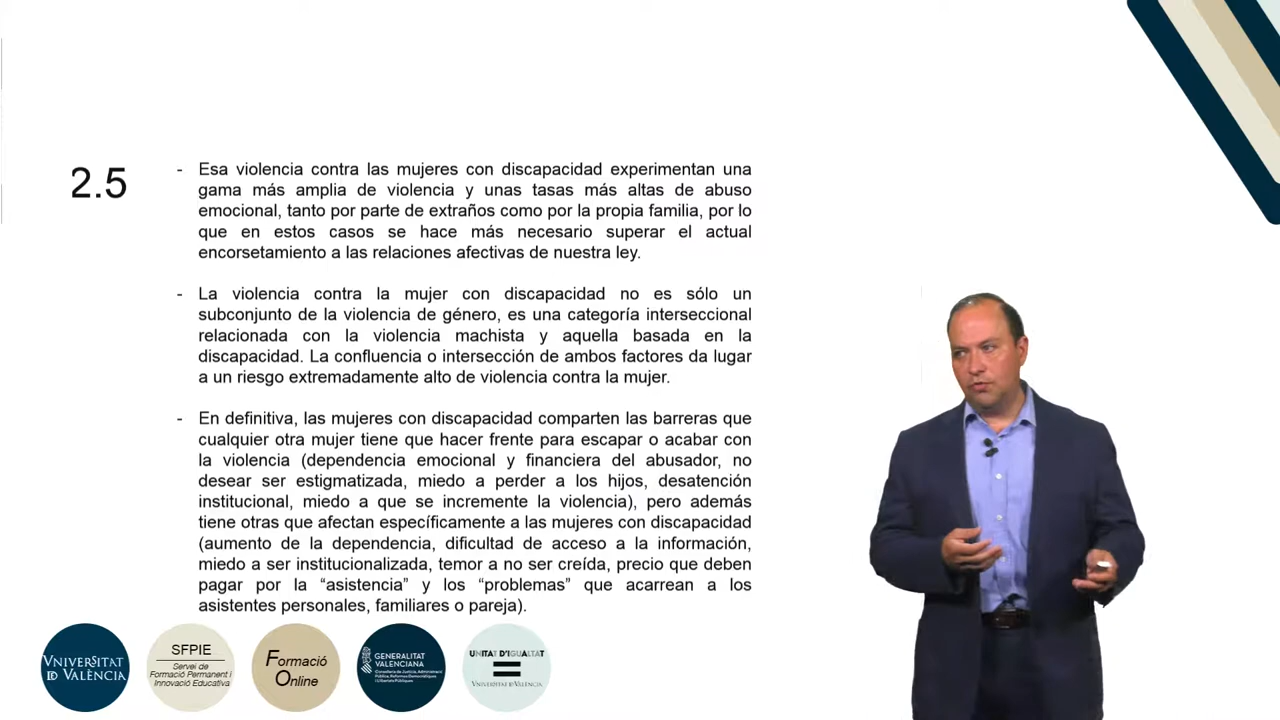 2.5
- Esa violencia contra las mujeres con discapacidad experimentan una
gama más amplia de violencia y unas tasas más altas de abuso
emocional, tanto por parte de extraños como por la propia familia, por lo
que en estos casos se hace más necesario superar el actual
encorsetamiento a las relaciones afectivas de nuestra ley.
- La violencia contra la mujer con discapacidad no es sólo un
subconjunto de la violencia de género, es una categoría interseccional
relacionada con la violencia machista y aquella basada en la
discapacidad. La confluencia o intersección de ambos factores da lugar
a un riesgo extremadamente alto de violencia contra la mujer.
- En definitiva, las mujeres con discapacidad comparten las barreras que
cualquier otra mujer tiene que hacer frente para escapar o acabar con
la violencia (dependencia emocional y financiera del abusador, no
desear ser estigmatizada, miedo a perder a los hijos, desatención
institucional, miedo a que se incremente la violencia), pero además
tiene otras que afectan específicamente a las mujeres con discapacidad
(aumento de la dependencia, dificultad de acceso a la información,
miedo a ser institucionalizada, temor a no ser creída, precio que deben
pagar por la “asistencia” y los “problemas” que acarrean a los
asistentes personales, familiares o pareja).
VNIVERSITAT
DE VALÈNCIA
SFPIE
Servei de
Formació Permanent i
Innovació Educativa
Formació
Online
GENERALITAT
VALENCIANA
UNITAT D'IGUALTAT
VNIVERSITAT DE VALÈNCIA